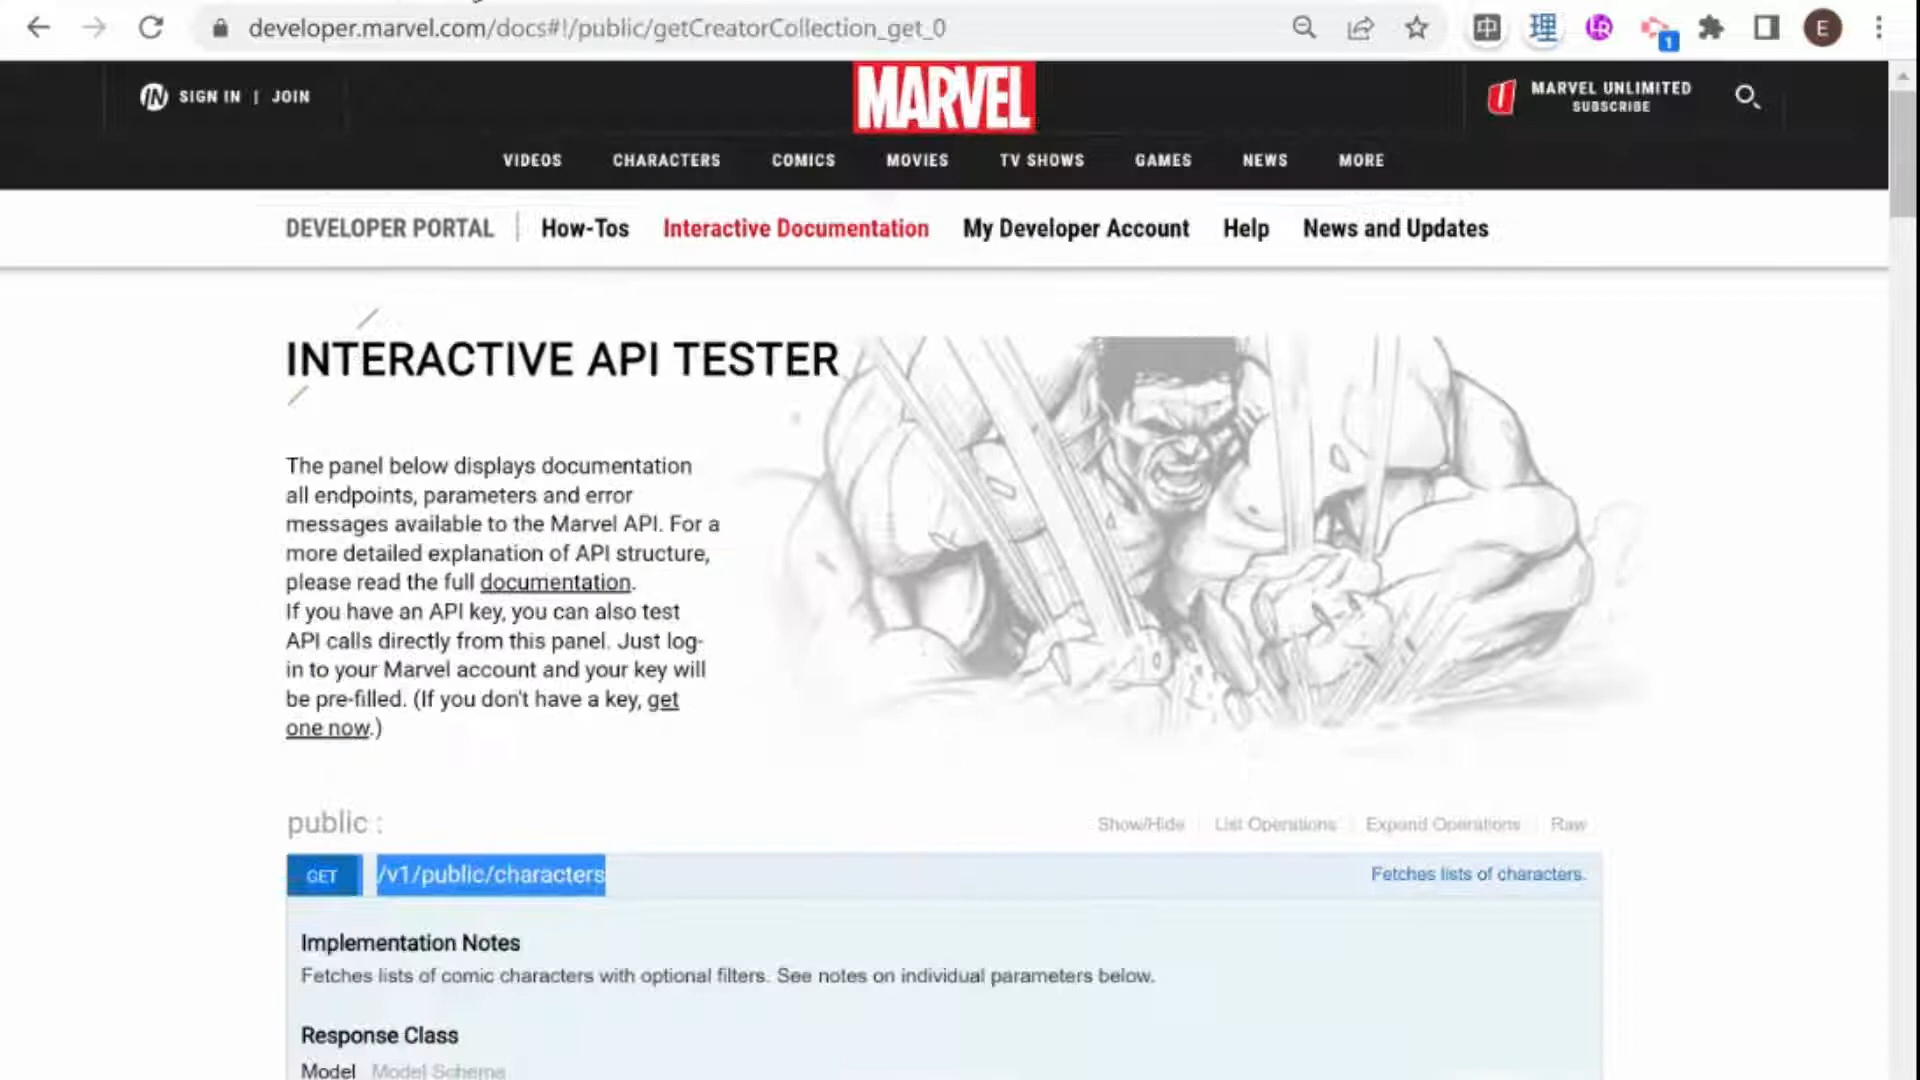 developer.marvel.com/docs#!/public/getCreatorCollection_get_0
中
理
1
E
SIGN IN | JOIN
MARVEL
MARVEL UNLIMITED
SUBSCRIBE
VIDEOS CHARACTERS COMICS MOVIES TV SHOWS GAMES NEWS MORE
DEVELOPER PORTAL How-Tos Interactive Documentation My Developer Account Help News and Updates
INTERACTIVE API TESTER
The panel below displays documentation
all endpoints, parameters and error
messages available to the Marvel API. For a
more detailed explanation of API structure,
please read the full documentation.
If you have an API key, you can also test
API calls directly from this panel. Just log-
in to your Marvel account and your key will
be pre-filled. (If you don't have a key, get
one now.)
public :
Show/Hide List Operations Expand Operations Raw
GET /v1/public/characters Fetches lists of characters.
Implementation Notes
Fetches lists of comic characters with optional filters. See notes on individual parameters below.
Response Class
Model Model Schema